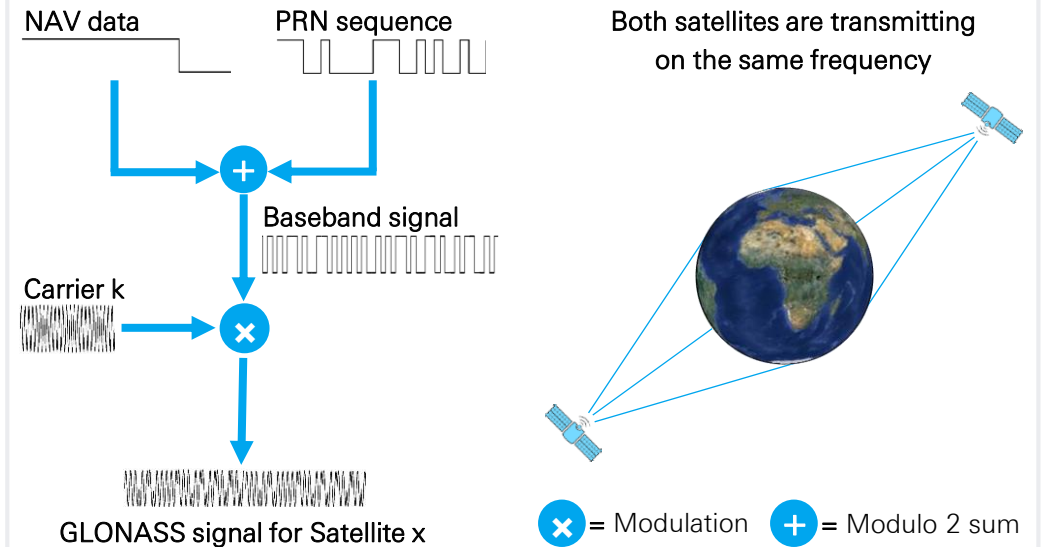 NAV data
PRN sequence
+
Baseband signal
Carrier k
×
GLONASS signal for Satellite x
Both satellites are transmitting
on the same frequency
× = Modulation + = Modulo 2 sum